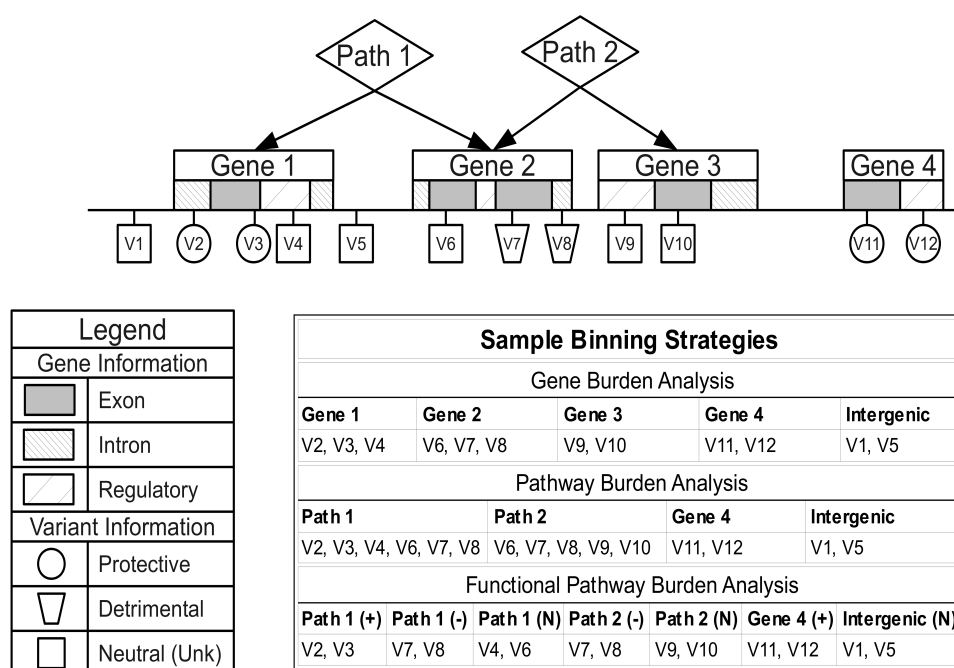 Path 1 Path 2
Gene 1 Gene 2 Gene 3 Gene 4
V1 V2 V3 V4 V5 V6 V7 V8 V9 V10 V11 V12
Legend
Gene Information
Exon
Intron
Regulatory
Variant Information
Protective
Detrimental
Neutral (Unk)
Sample Binning Strategies
Gene Burden Analysis
Gene 1 Gene 2 Gene 3 Gene 4 Intergenic
V2, V3, V4 V6, V7, V8 V9, V10 V11, V12 V1, V5
Pathway Burden Analysis
Path 1 Path 2 Gene 4 Intergenic
V2, V3, V4, V6, V7, V8 V6, V7, V8, V9, V10 V11, V12 V1, V5
Functional Pathway Burden Analysis
Path 1 (+) Path 1 (-) Path 1 (N) Path 2 (-) Path 2 (N) Gene 4 (+) Intergenic (N)
V2, V3 V7, V8 V4, V6 V7, V8 V9, V10 V11, V12 V1, V5